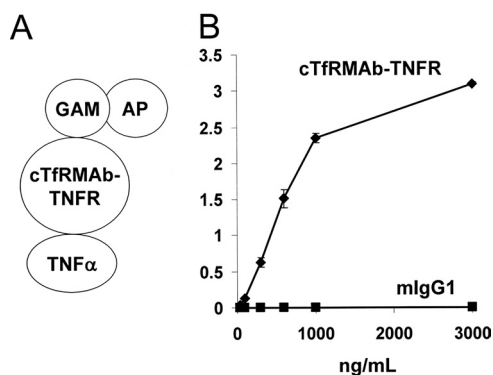 A
GAM
AP
cTfRMAb-
TNFR
TNFα
B
3.5
3
2.5
2
1.5
1
0.5
0
cTfRMAb-TNFR
mIgG1
0 1000 2000 3000
ng/mL